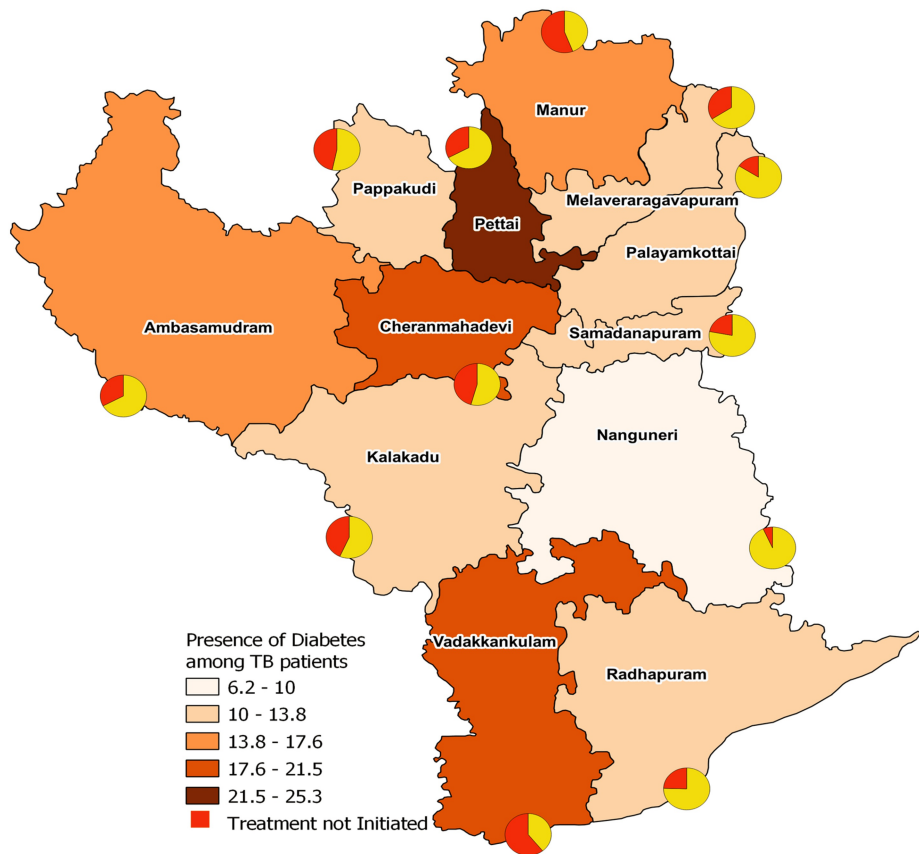 Manur
Pappakudi
Melaveraragavapuram
Pettai
Palayamkottai
Ambasamudram
Cheranmahadevi
Samadanapuram
Nanguneri
Kalakadu
Vadakkankulam
Radhapuram
Presence of Diabetes
among TB patients
6.2 - 10
10 - 13.8
13.8 - 17.6
17.6 - 21.5
21.5 - 25.3
Treatment not Initiated